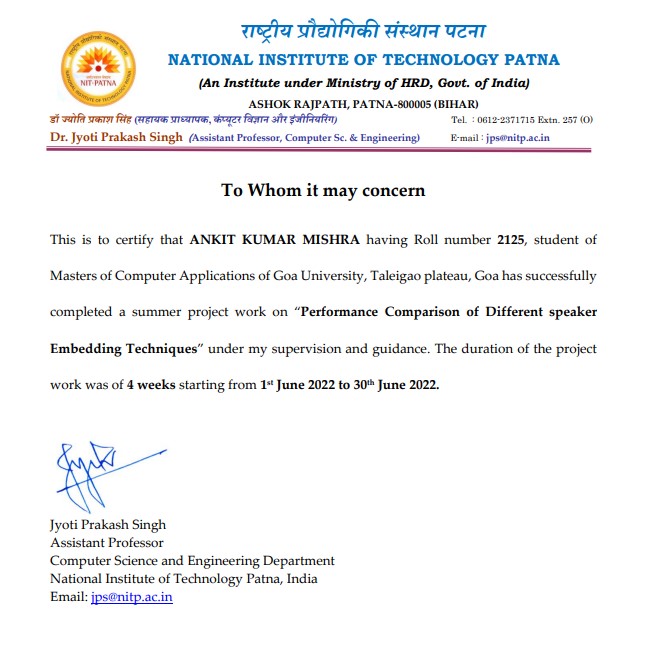 राष्ट्रीय प्रौद्योगिकी संस्थान पटना
NATIONAL INSTITUTE OF TECHNOLOGY PATNA
(An Institute under Ministry of HRD, Govt. of India)
ASHOK RAJPATH, PATNA-800005 (BIHAR)
NIT-PATNA
डॉ ज्योति प्रकाश सिंह (सहायक प्राध्यापक, कंप्यूटर विज्ञान और इंजीनियरिंग) Tel. : 0612-2371715 Extn. 257 (O)
Dr. Jyoti Prakash Singh (Assistant Professor, Computer Sc. & Engineering) E-mail : jps@nitp.ac.in
To Whom it may concern
This is to certify that ANKIT KUMAR MISHRA having Roll number 2125, student of
Masters of Computer Applications of Goa University, Taleigao plateau, Goa has successfully
completed a summer project work on “Performance Comparison of Different speaker
Embedding Techniques” under my supervision and guidance. The duration of the project
work was of 4 weeks starting from 1st June 2022 to 30th June 2022.
Jyoti Prakash Singh
Assistant Professor
Computer Science and Engineering Department
National Institute of Technology Patna, India
Email: jps@nitp.ac.in